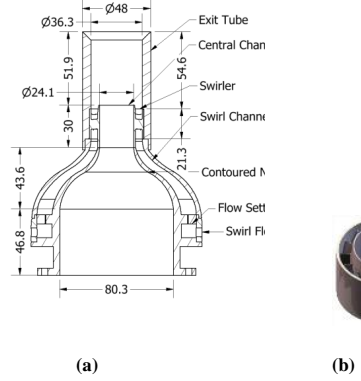 Ø48
Ø36.3
Exit Tube
Central Chan
51.9
54.6
Swirler
Ø24.1
Swirl Channe
30
21.3
43.6
Contoured N
Flow Sett
46.8
Swirl Fl
80.3
(a)
(b)